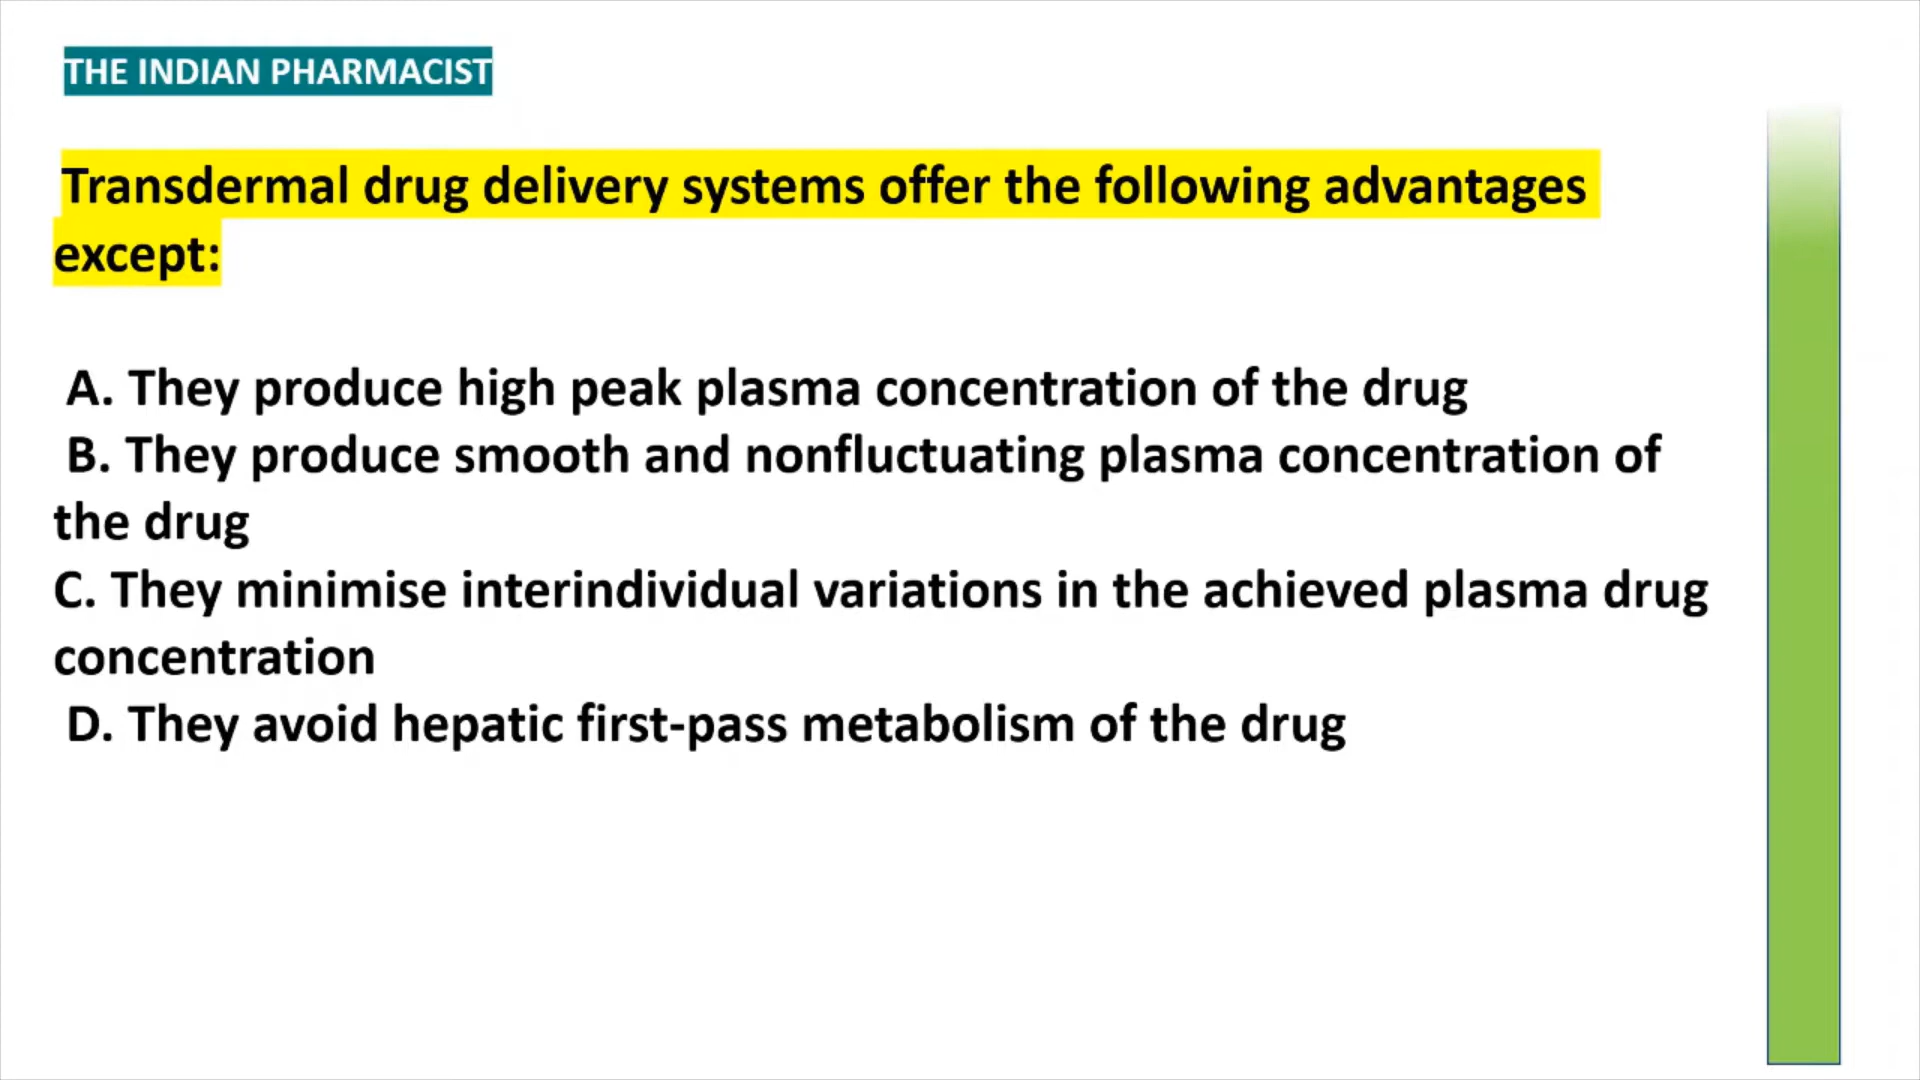 THE INDIAN PHARMACIST
Transdermal drug delivery systems offer the following advantages
except:
A. They produce high peak plasma concentration of the drug
B. They produce smooth and nonfluctuating plasma concentration of
the drug
C. They minimise interindividual variations in the achieved plasma drug
concentration
D. They avoid hepatic first-pass metabolism of the drug